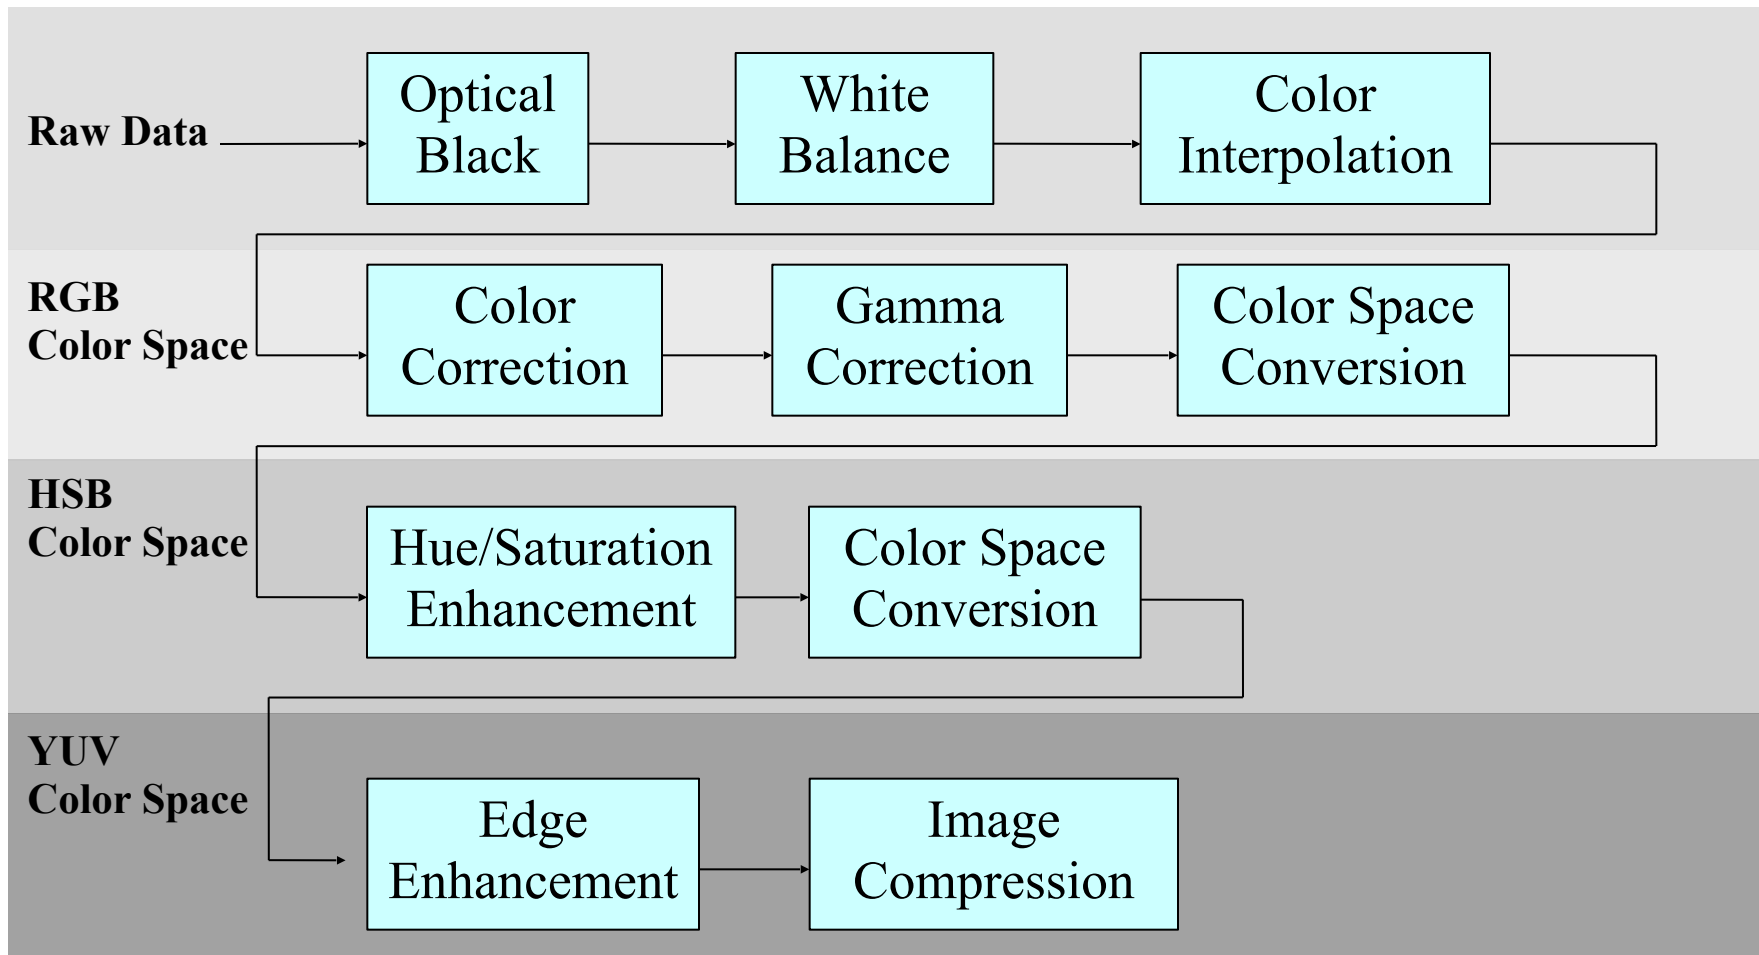 Raw Data
Optical
Black
White
Balance
Color
Interpolation
RGB
Color Space
Color
Correction
Gamma
Correction
Color Space
Conversion
HSB
Color Space
Hue/Saturation
Enhancement
Color Space
Conversion
YUV
Color Space
Edge
Enhancement
Image
Compression